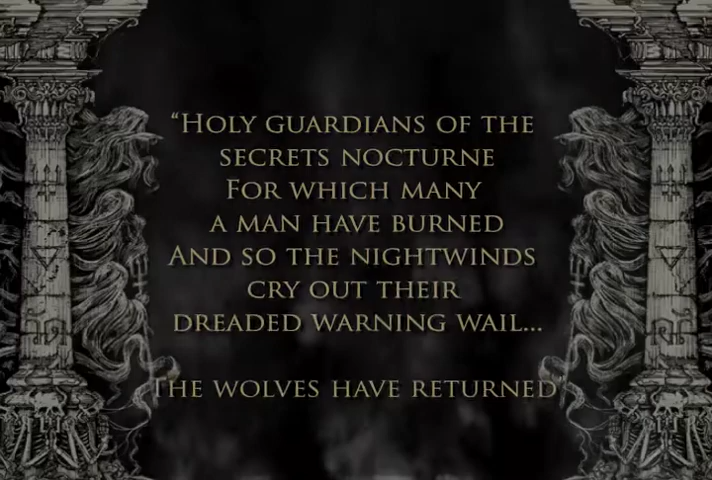 “Holy guardians of the
secrets nocturne
For which many
a man have burned
And so the nightwinds
cry out their
dreaded warning wail...
The wolves have returned”